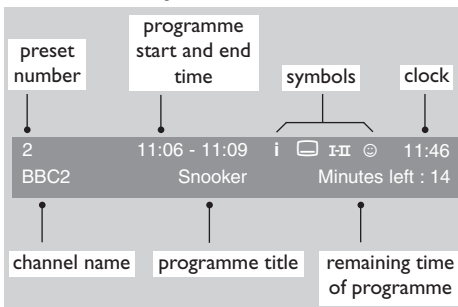 programme
start and end
time
preset
number
symbols
clock
2 11:06 - 11:09 i I-II ☺ 11:46
BBC2 Snooker Minutes left : 14
channel name
programme title
remaining time
of programme